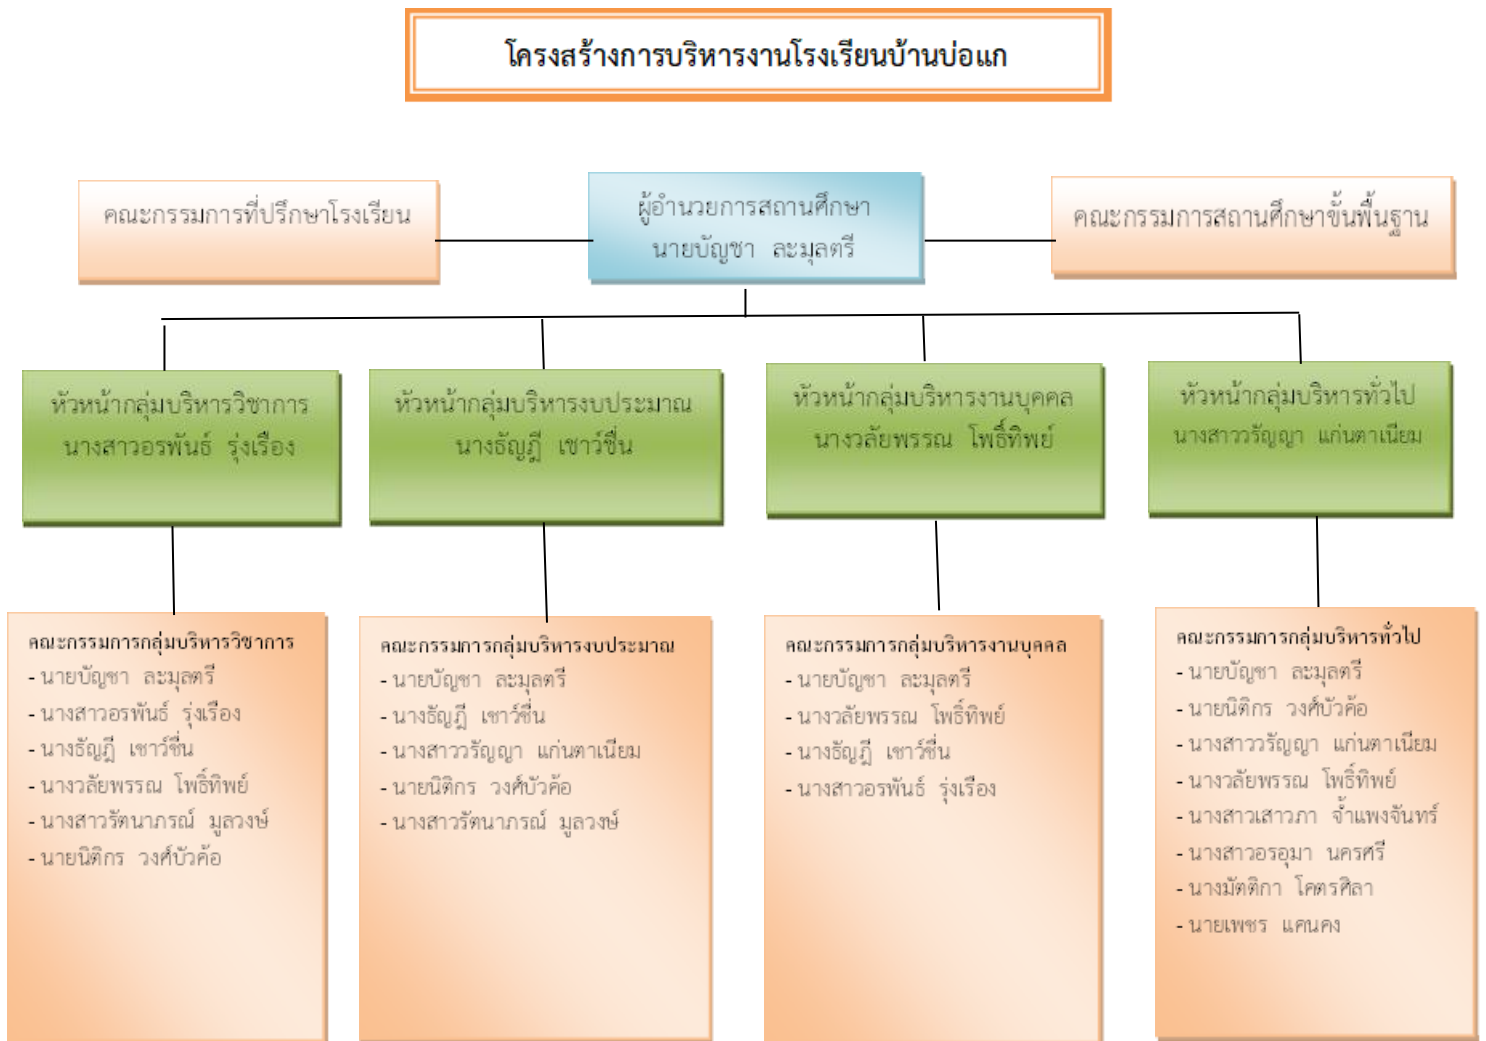 โครงสร้างการบริหารงานโรงเรียนบ้านบ่อแก
คณะกรรมการที่ปรึกษาโรงเรียน
ผู้อำนวยการสถานศึกษา
นายบัญชา ละมุลตรี
คณะกรรมการสถานศึกษาขั้นพื้นฐาน
หัวหน้ากลุ่มบริหารวิชาการ
นางสาวอรพันธ์ รุ่งเรือง
หัวหน้ากลุ่มบริหารงบประมาณ
นางธัญฎี เชาว์ชื่น
หัวหน้ากลุ่มบริหารงานบุคคล
นางวลัยพรรณ โพธิ์ทิพย์
หัวหน้ากลุ่มบริหารทั่วไป
นางสาววรัญญา แก่นตาเนียม
คณะกรรมการกลุ่มบริหารวิชาการ
- นายบัญชา ละมุลตรี
- นางสาวอรพันธ์ รุ่งเรือง
- นางธัญฎี เชาว์ชื่น
- นางวลัยพรรณ โพธิ์ทิพย์
- นางสาวรัตนาภรณ์ มูลวงษ์
- นายนิติกร วงศ์บัวค้อ
คณะกรรมการกลุ่มบริหารงบประมาณ
- นายบัญชา ละมุลตรี
- นางธัญฎี เชาว์ชื่น
- นางสาววรัญญา แก่นตาเนียม
- นายนิติกร วงศ์บัวค้อ
- นางสาวรัตนาภรณ์ มูลวงษ์
คณะกรรมการกลุ่มบริหารงานบุคคล
- นายบัญชา ละมุลตรี
- นางวลัยพรรณ โพธิ์ทิพย์
- นางธัญฎี เชาว์ชื่น
- นางสาวอรพันธ์ รุ่งเรือง
คณะกรรมการกลุ่มบริหารทั่วไป
- นายบัญชา ละมุลตรี
- นายนิติกร วงศ์บัวค้อ
- นางสาววรัญญา แก่นตาเนียม
- นางวลัยพรรณ โพธิ์ทิพย์
- นางสาวเสาวภา จ้ำแพงจันทร์
- นางสาวอรอุมา นครศรี
- นางมัตติกา โคตรศิลา
- นายเพชร แคนคง